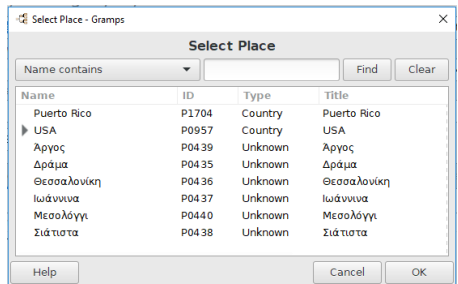 Select Place - Gramps
Select Place
Name contains Find Clear
Name ID Type Title
Puerto Rico P1704 Country Puerto Rico
USA P0957 Country USA
Άργος P0439 Unknown Άργος
Δράμα P0435 Unknown Δράμα
Θεσσαλονίκη P0436 Unknown Θεσσαλονίκη
Ιωάννινα P0437 Unknown Ιωάννινα
Μεσολόγγι P0440 Unknown Μεσολόγγι
Σιάτιστα P0438 Unknown Σιάτιστα
Help Cancel OK